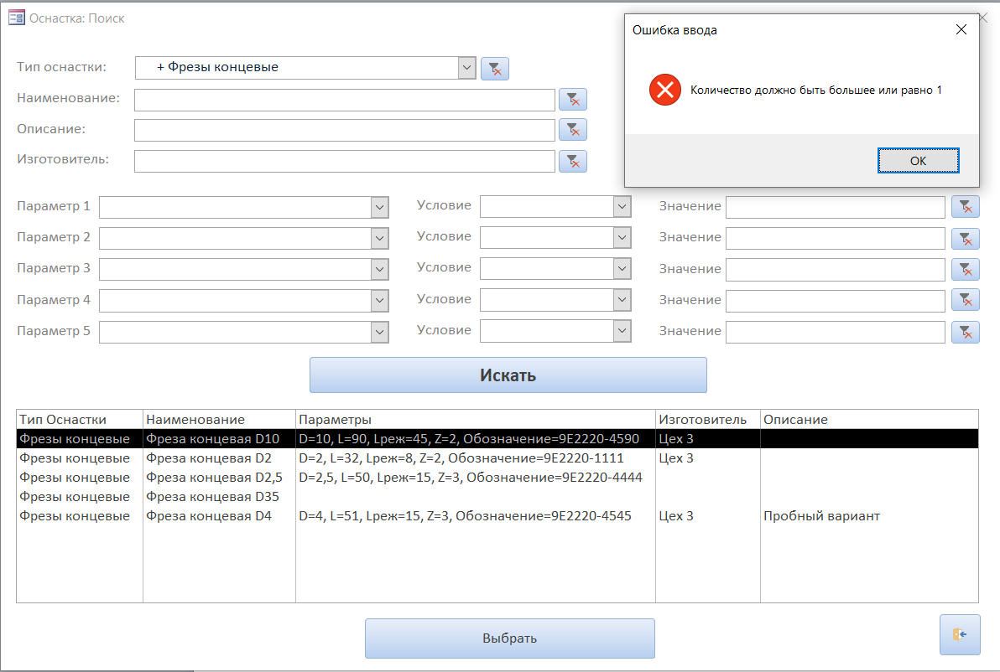 Оснастка: Поиск
Ошибка ввода
Количество должно быть большее или равно 1
OK
Тип оснастки: + Фрезы концевые
Наименование:
Описание:
Изготовитель:
Параметр 1 Условие Значение
Параметр 2 Условие Значение
Параметр 3 Условие Значение
Параметр 4 Условие Значение
Параметр 5 Условие Значение
Искать
Тип Оснастки Наименование Параметры Изготовитель Описание
Фрезы концевые Фреза концевая D10 D=10, L=90, Lреж=45, Z=2, Обозначение=9Е2220-4590 Цех 3
Фрезы концевые Фреза концевая D2 D=2, L=32, Lреж=8, Z=2, Обозначение=9Е2220-1111 Цех 3
Фрезы концевые Фреза концевая D2,5 D=2,5, L=50, Lреж=15, Z=3, Обозначение=9Е2220-4444
Фрезы концевые Фреза концевая D35
Фрезы концевые Фреза концевая D4 D=4, L=51, Lреж=15, Z=3, Обозначение=9Е2220-4545 Цех 3 Пробный вариант
Выбрать